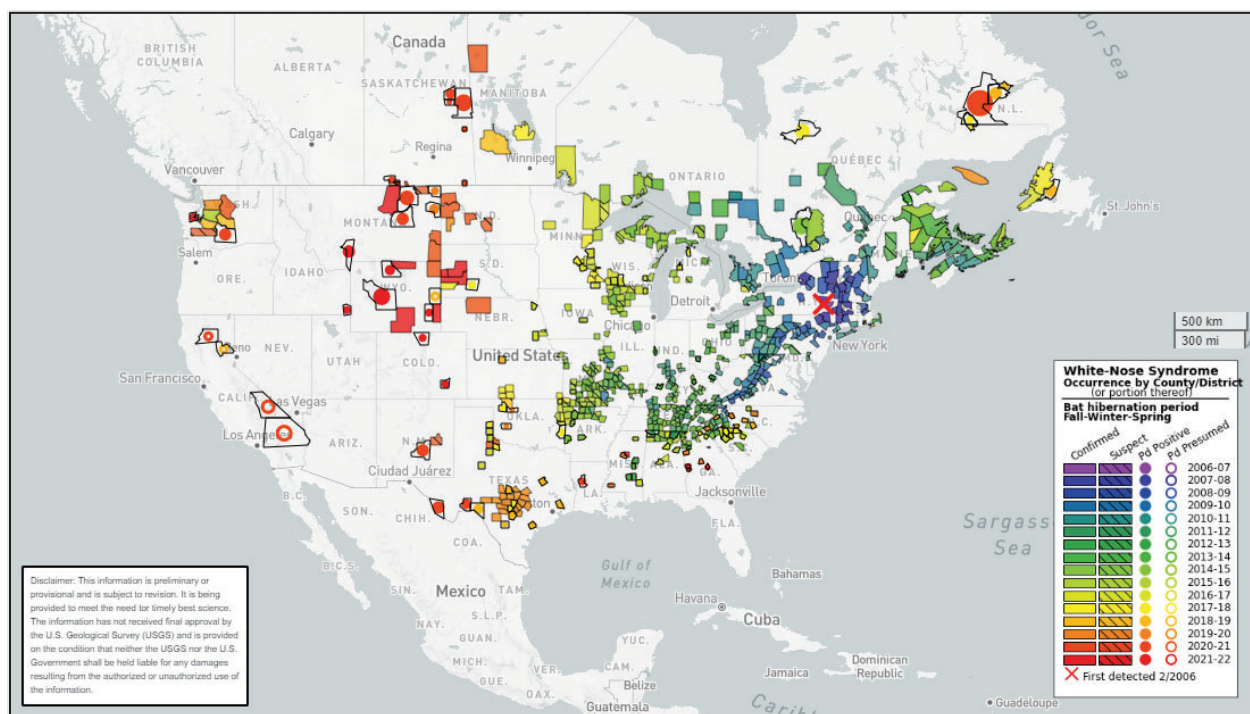 Canada
BRITISH
COLUMBIA
ALBERTA
SASKATCHEWAN
MANITOBA
Calgary
Regina
Winnipeg
Vancouver
ONTARIO
QUÉBEC
N.L.
St. John's
Sea
Salem
ORE.
IDAHO
N.D.
S.D.
MINN
WIS.
MICH
Toron
Detroit
Chicago
IOWA
NEBR.
WYO.
NEV.
UTAH
COLO.
United States
ILL.
IND.
OHIO
New York
San Francisco
CALI
Las Vegas
Los Angeles
ARIZ.
N.M.
OKLA.
ARK.
TEXAS
LA.
MISS
ALA.
GA.
S.C.
Jacksonville
FLA.
Ciudad Juárez
B.C.
SON.
CHIH.
COA.
B.C.S.
SIN.
TAM.
NAY.
S.L.P.
GUAN.
MICH.
GUE.
OAX.
VER.
CAM.
YUC.
Mexico
Gulf of
Mexico
Havana
Cuba
Bahamas
Jamaica
Dominican
Republic
Belize
Guatemala
Guadeloupe
Sargass
Sea
500 km
300 mi
White-Nose Syndrome
Occurrence by County/District
(or portion thereof)
Bat hibernation period
Fall-Winter-Spring
Confirmed Suspect Pd Positive Pd Presumed
2006-07
2007-08
2008-09
2009-10
2010-11
2011-12
2012-13
2013-14
2014-15
2015-16
2016-17
2017-18
2018-19
2019-20
2020-21
2021-22
First detected 2/2006
Disclaimer: This information is preliminary or
provisional and is subject to revision. It is being
provided to meet the need tor timely best science.
The information has not received final approval by
the U.S. Geological Survey (USGS) and is provided
on the condition that neither the USGS nor the U.S.
Government shall be held liable for any damages
resulting from the authorized or unauthorized use of
the information.